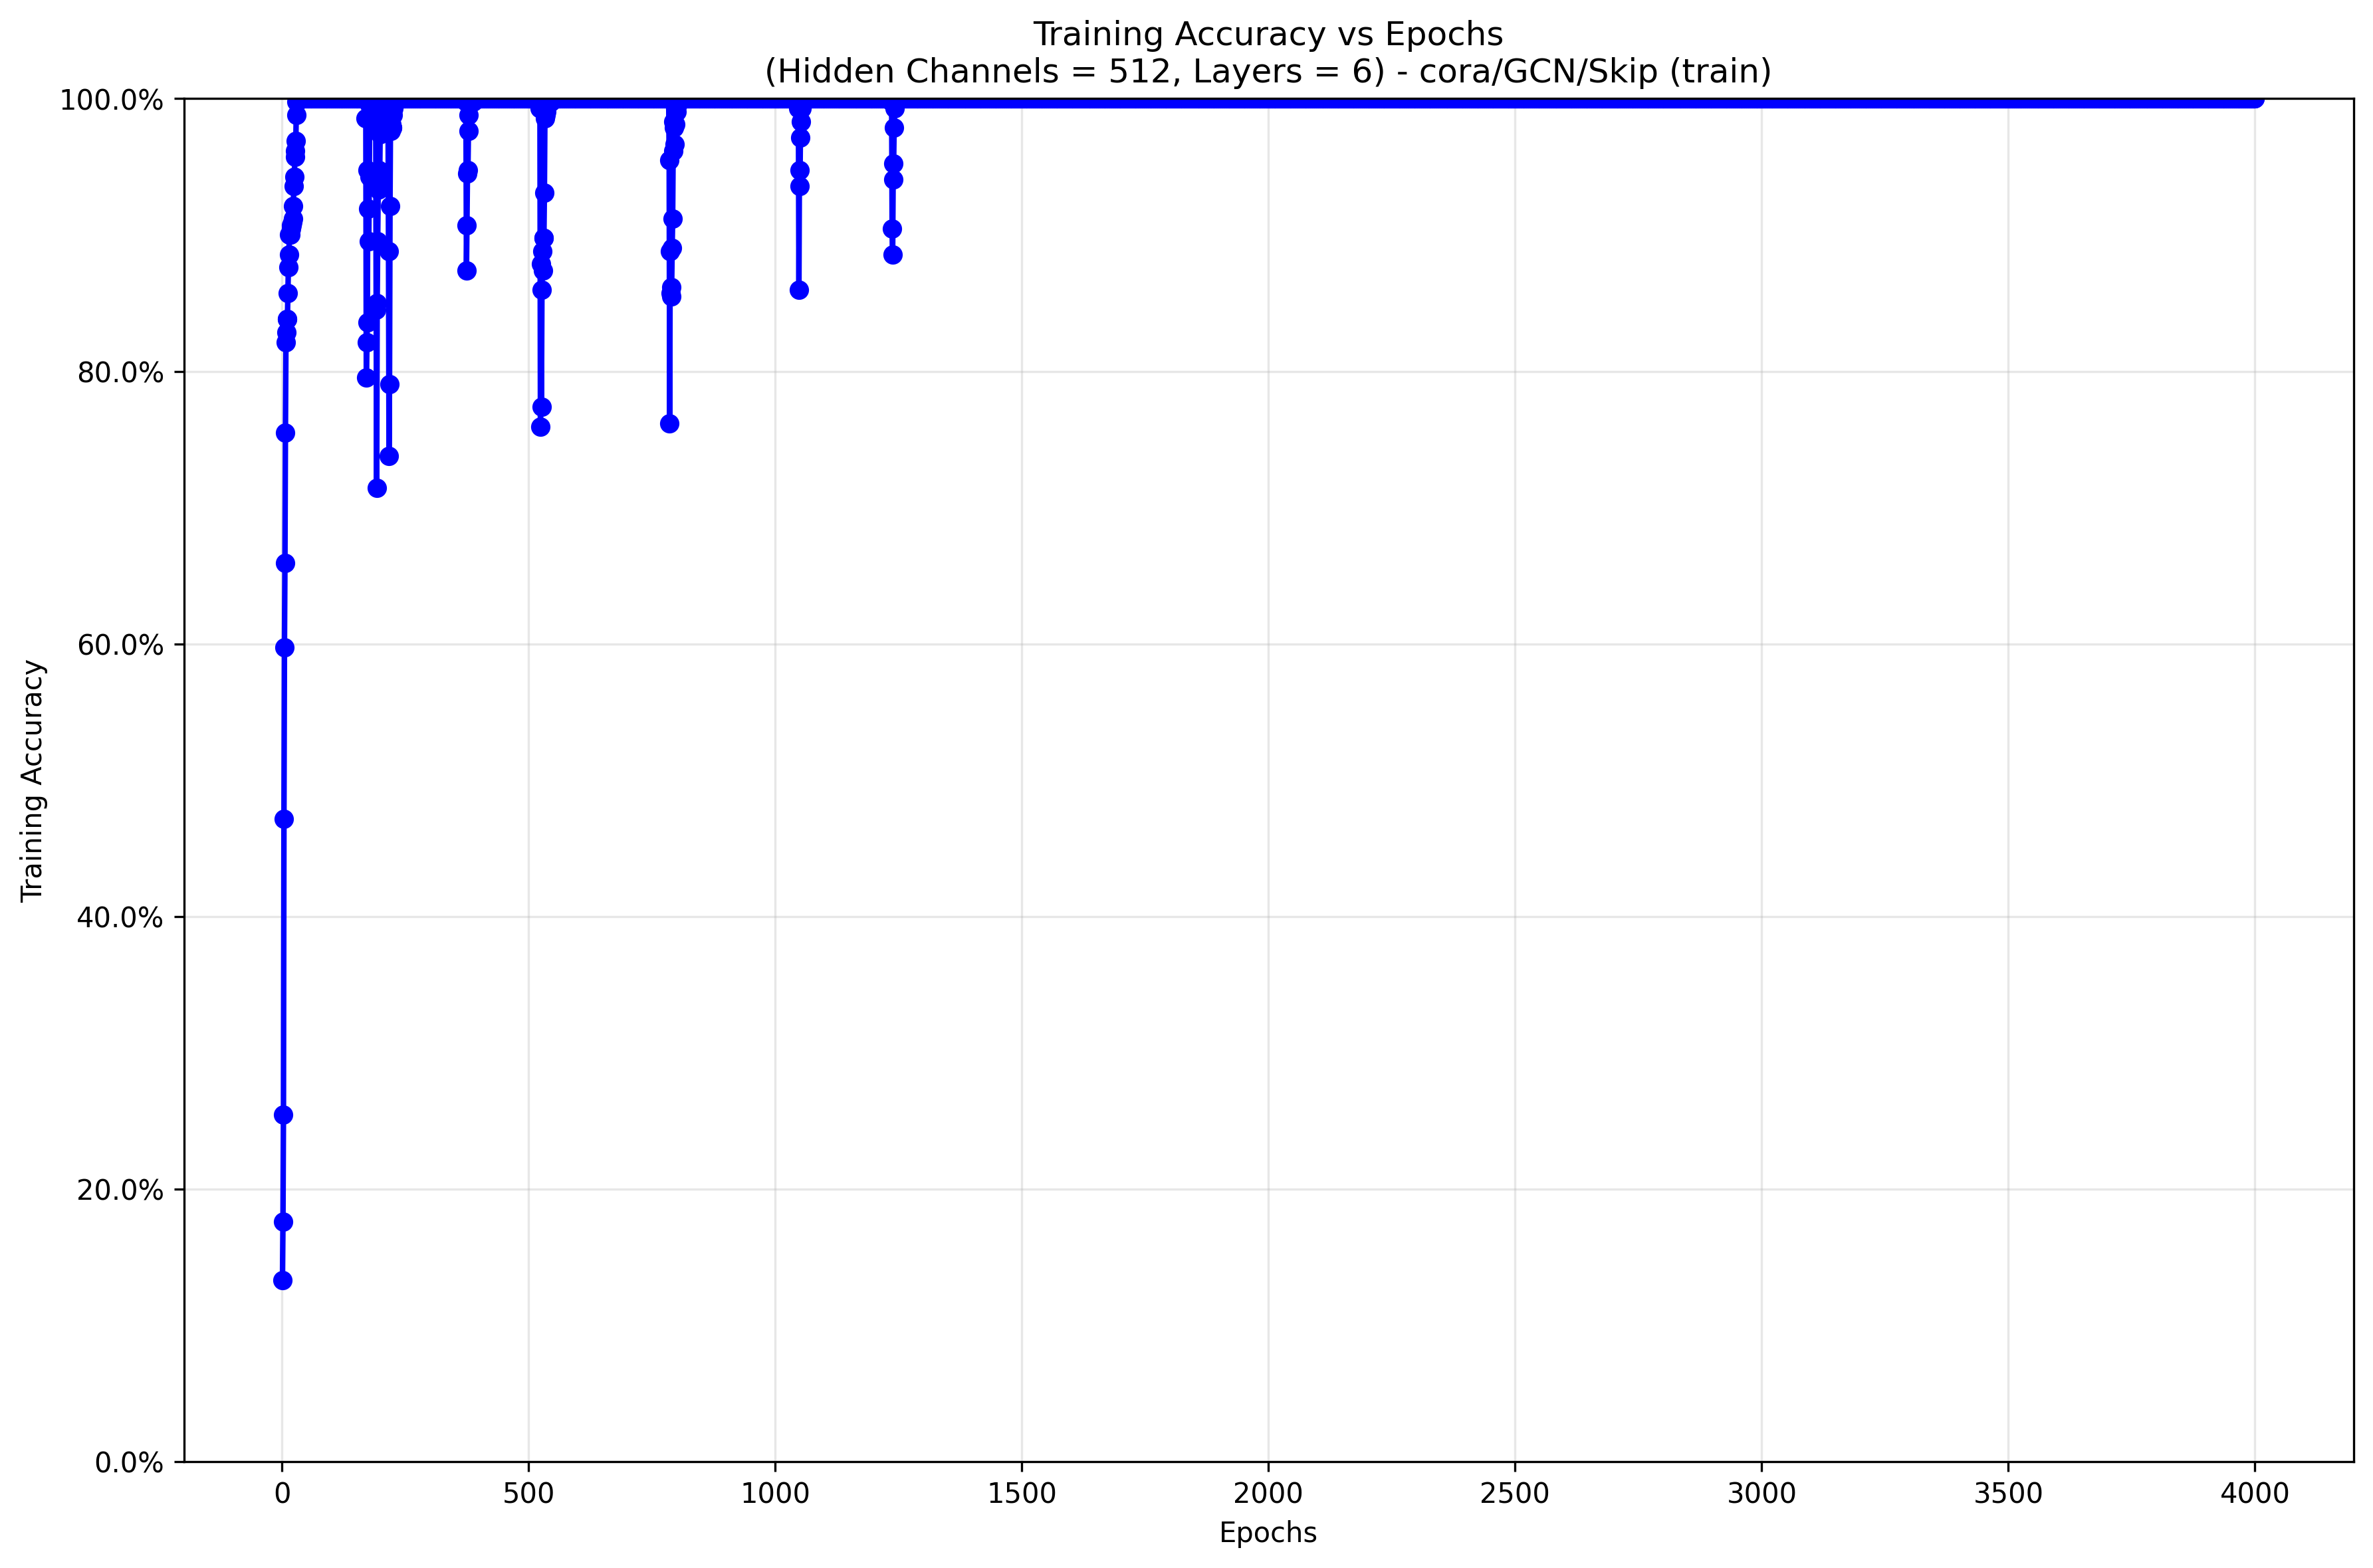 Training Accuracy vs Epochs
(Hidden Channels = 512, Layers = 6) - cora/GCN/Skip (train)
100.0%
80.0%
60.0%
40.0%
20.0%
0.0%
Training Accuracy
0 500 1000 1500 2000 2500 3000 3500 4000
Epochs